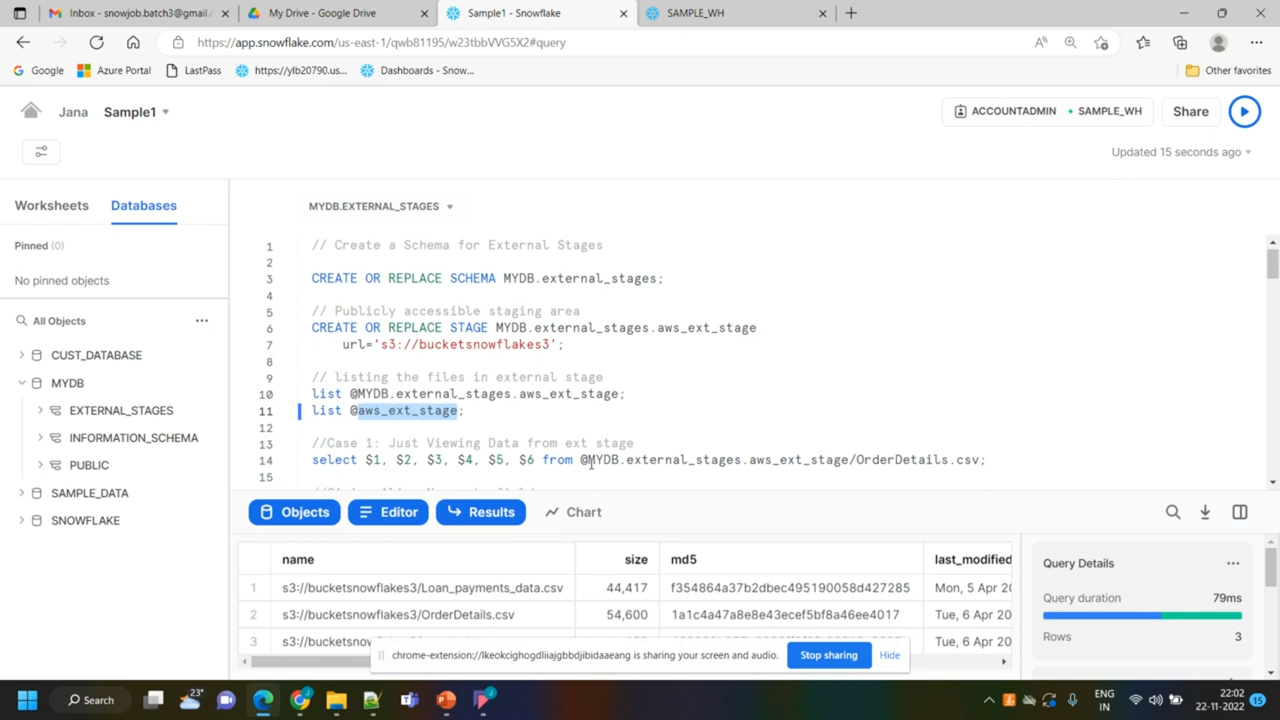 Inbox - snowjob.batch3@gmail.
My Drive - Google Drive
Sample1 - Snowflake
SAMPLE_WH
https://app.snowflake.com/us-east-1/qwb81195/w23tbbVVG5X2#query
Google
Azure Portal
LastPass
https://ylb20790.us...
Dashboards - Snow...
Other favorites
Jana
Sample1
ACCOUNTADMIN
SAMPLE_WH
Share
Updated 15 seconds ago
Worksheets
Databases
MYDB.EXTERNAL_STAGES
Pinned (0)
No pinned objects
All Objects
CUST_DATABASE
MYDB
EXTERNAL_STAGES
INFORMATION_SCHEMA
PUBLIC
SAMPLE_DATA
SNOWFLAKE
1 // Create a Schema for External Stages
2
3 CREATE OR REPLACE SCHEMA MYDB.external_stages;
4
5 // Publicly accessible staging area
6 CREATE OR REPLACE STAGE MYDB.external_stages.aws_ext_stage
7 url='s3://bucketsnowflakes3';
8
9 // listing the files in external stage
10 list @MYDB.external_stages.aws_ext_stage;
11 list @aws_ext_stage;
12
13 //Case 1: Just Viewing Data from ext stage
14 select $1, $2, $3, $4, $5, $6 from @MYDB.external_stages.aws_ext_stage/OrderDetails.csv;
15
Objects
Editor
Results
Chart
name size md5 last_modified
1 s3://bucketsnowflakes3/Loan_payments_data.csv 44,417 f354864a37b2dbec495190058d427285 Mon, 5 Apr 20
2 s3://bucketsnowflakes3/OrderDetails.csv 54,600 1a1c4a47a8e8e43ecef5bf8a46ee4017 Tue, 6 Apr 20
3 s3://bucketsnow Tue, 6 Apr 20
Query Details
Query duration 79ms
Rows 3
chrome-extension://lkeokcighogdliiajgbbdjibidaaeang is sharing your screen and audio.
Stop sharing
Hide
23°
Search
ENG
IN
22:02
22-11-2022
15